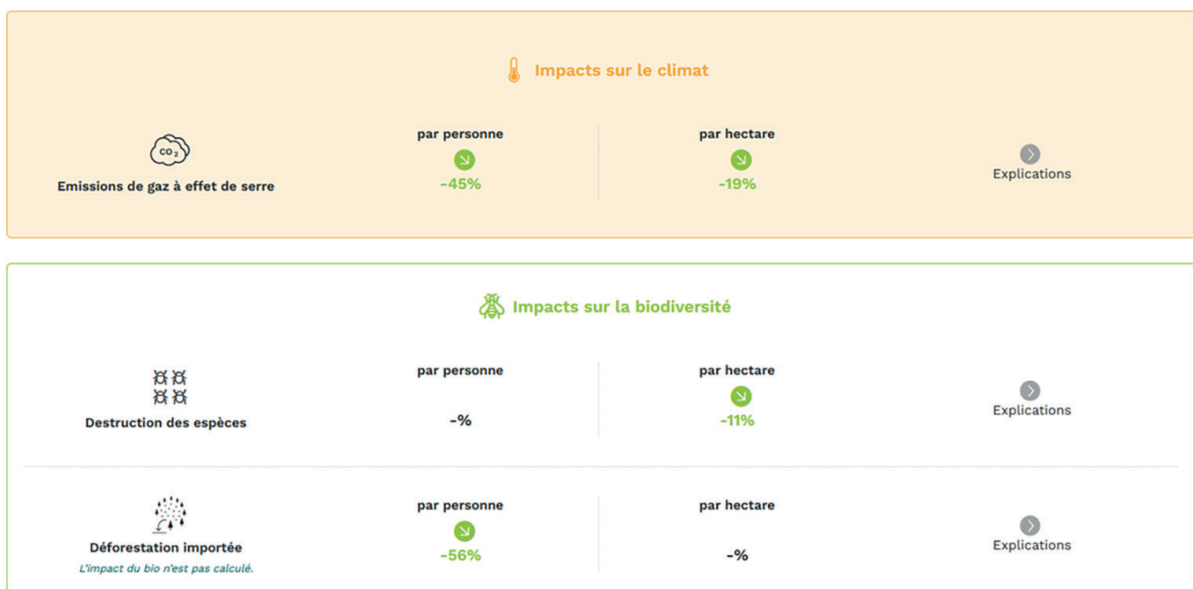 Impacts sur le climat
par personne
par hectare
CO2
Emissions de gaz à effet de serre
-45%
-19%
Explications
Impacts sur la biodiversité
par personne
par hectare
Destruction des espèces
-%
-11%
Explications
par personne
par hectare
Déforestation importée
L'impact du bio n'est pas calculé.
-56%
-%
Explications